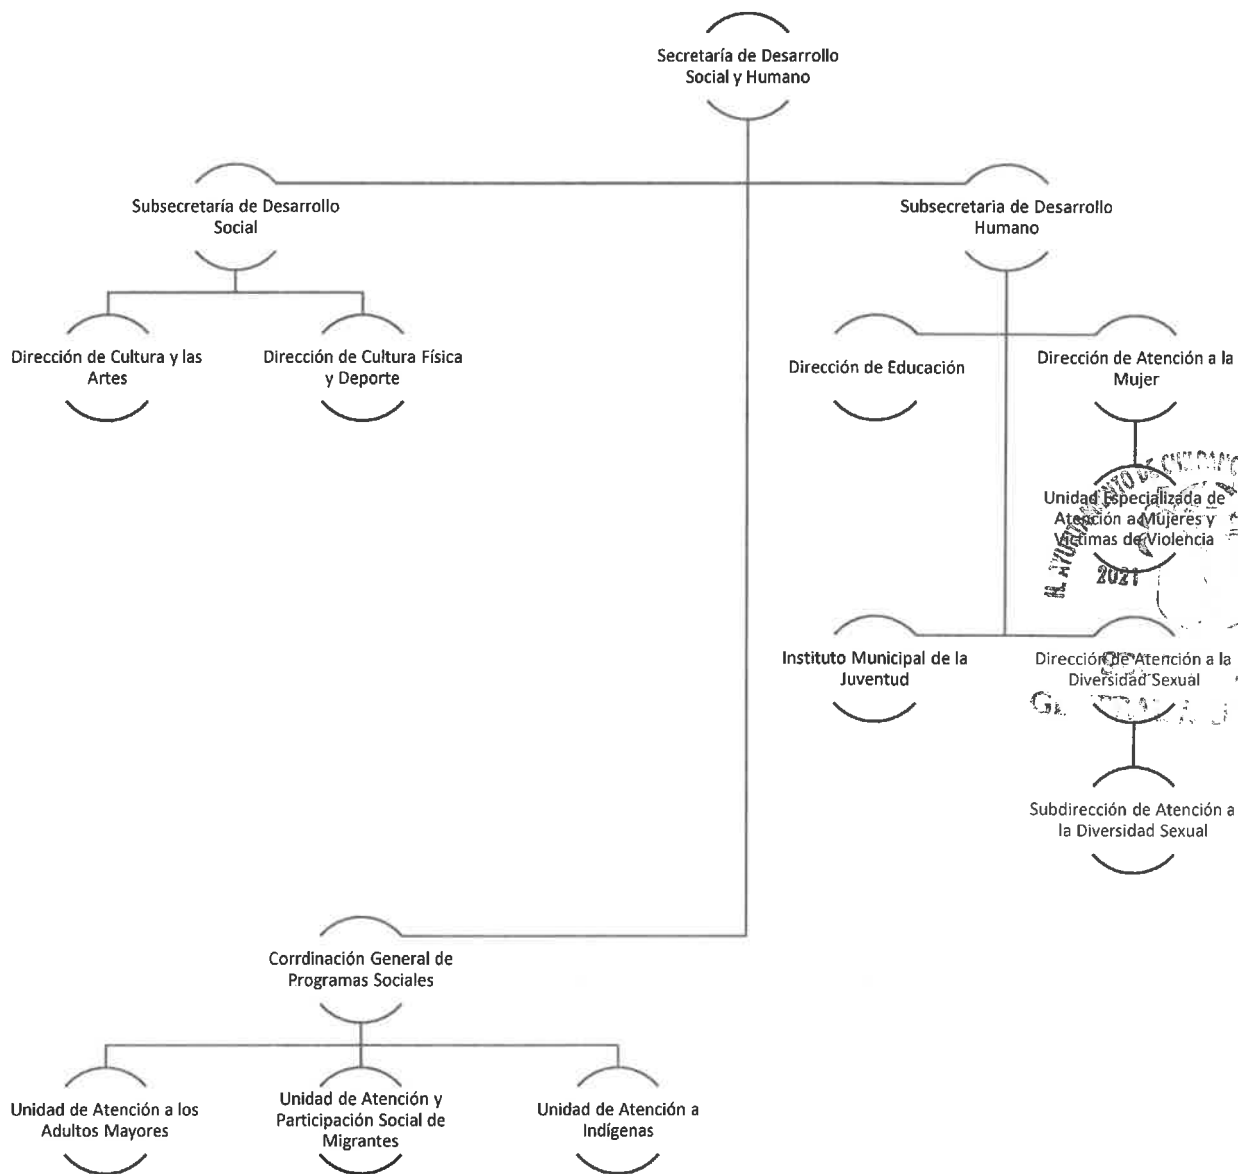 Secretaría de Desarrollo
Social y Humano
Subsecretaría de Desarrollo
Social
Subsecretaria de Desarrollo
Humano
Dirección de Cultura y las
Artes
Dirección de Cultura Física
y Deporte
Dirección de Educación
Dirección de Atención a la
Mujer
Unidad Especializada de
Atención a Mujeres y
Víctimas de Violencia
H. AYUNTAMIENTO DE
2021
Instituto Municipal de la
Juventud
Dirección de Atención a la
Diversidad Sexual
Subdirección de Atención a
la Diversidad Sexual
Corrdinación General de
Programas Sociales
Unidad de Atención a los
Adultos Mayores
Unidad de Atención y
Participación Social de
Migrantes
Unidad de Atención a
Indígenas